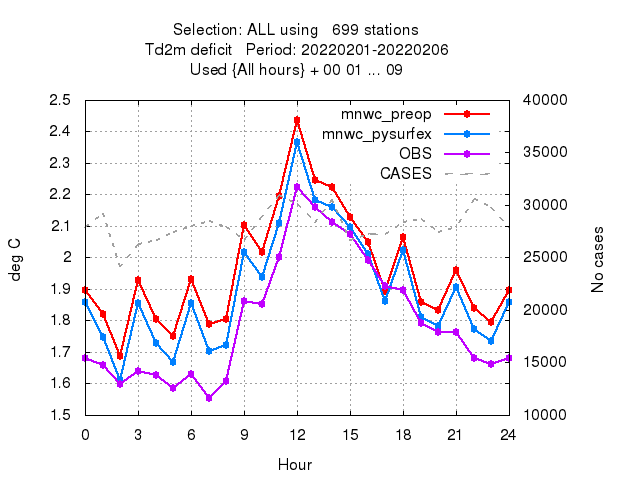 Selection: ALL using   699 stations
Td2m deficit   Period: 20220201-20220206
Used {All hours} + 00 01 ... 09
2.5
2.4
2.3
2.2
2.1
2
1.9
1.8
1.7
1.6
1.5
40000
35000
30000
25000
20000
15000
10000
mnwc_preop
mnwc_pysurfex
OBS
CASES
deg C
No cases
0 3 6 9 12 15 18 21 24
Hour